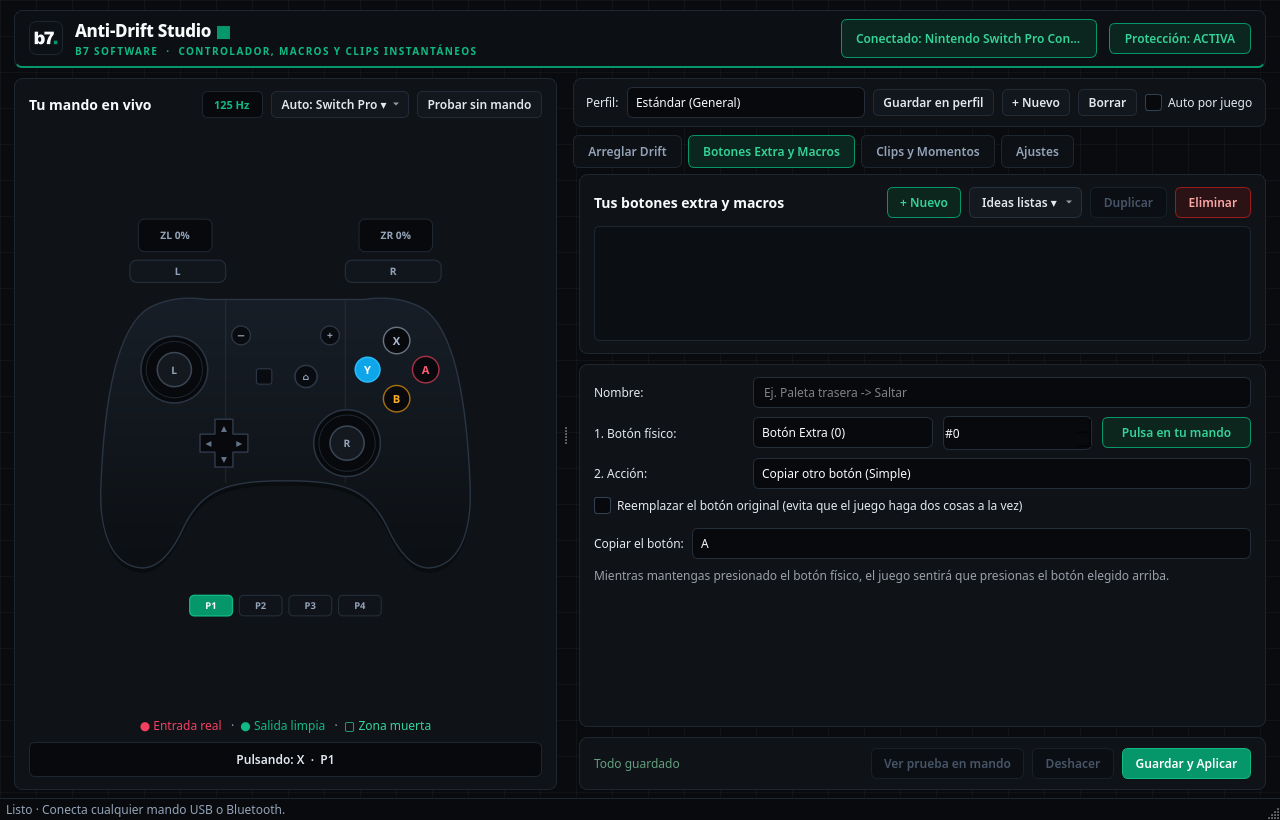 b7.
Anti-Drift Studio
B7 SOFTWARE · CONTROLADOR, MACROS Y CLIPS INSTANTÁNEOS
Conectado: Nintendo Switch Pro Con...
Protección: ACTIVA
Tu mando en vivo
125 Hz
Auto: Switch Pro ▾
Probar sin mando
ZL 0%
ZR 0%
L
R
−
+
X
L
Y
A
⌂
B
R
P1
P2
P3
P4
Entrada real · Salida limpia · Zona muerta
Pulsando: X · P1
Perfil:
Estándar (General)
Guardar en perfil
+ Nuevo
Borrar
Auto por juego
Arreglar Drift
Botones Extra y Macros
Clips y Momentos
Ajustes
Tus botones extra y macros
+ Nuevo
Ideas listas ▾
Duplicar
Eliminar
Nombre:
Ej. Paleta trasera -> Saltar
1. Botón físico:
Botón Extra (0)
#0
Pulsa en tu mando
2. Acción:
Copiar otro botón (Simple)
Reemplazar el botón original (evita que el juego haga dos cosas a la vez)
Copiar el botón:
A
Mientras mantengas presionado el botón físico, el juego sentirá que presionas el botón elegido arriba.
Todo guardado
Ver prueba en mando
Deshacer
Guardar y Aplicar
Listo · Conecta cualquier mando USB o Bluetooth.